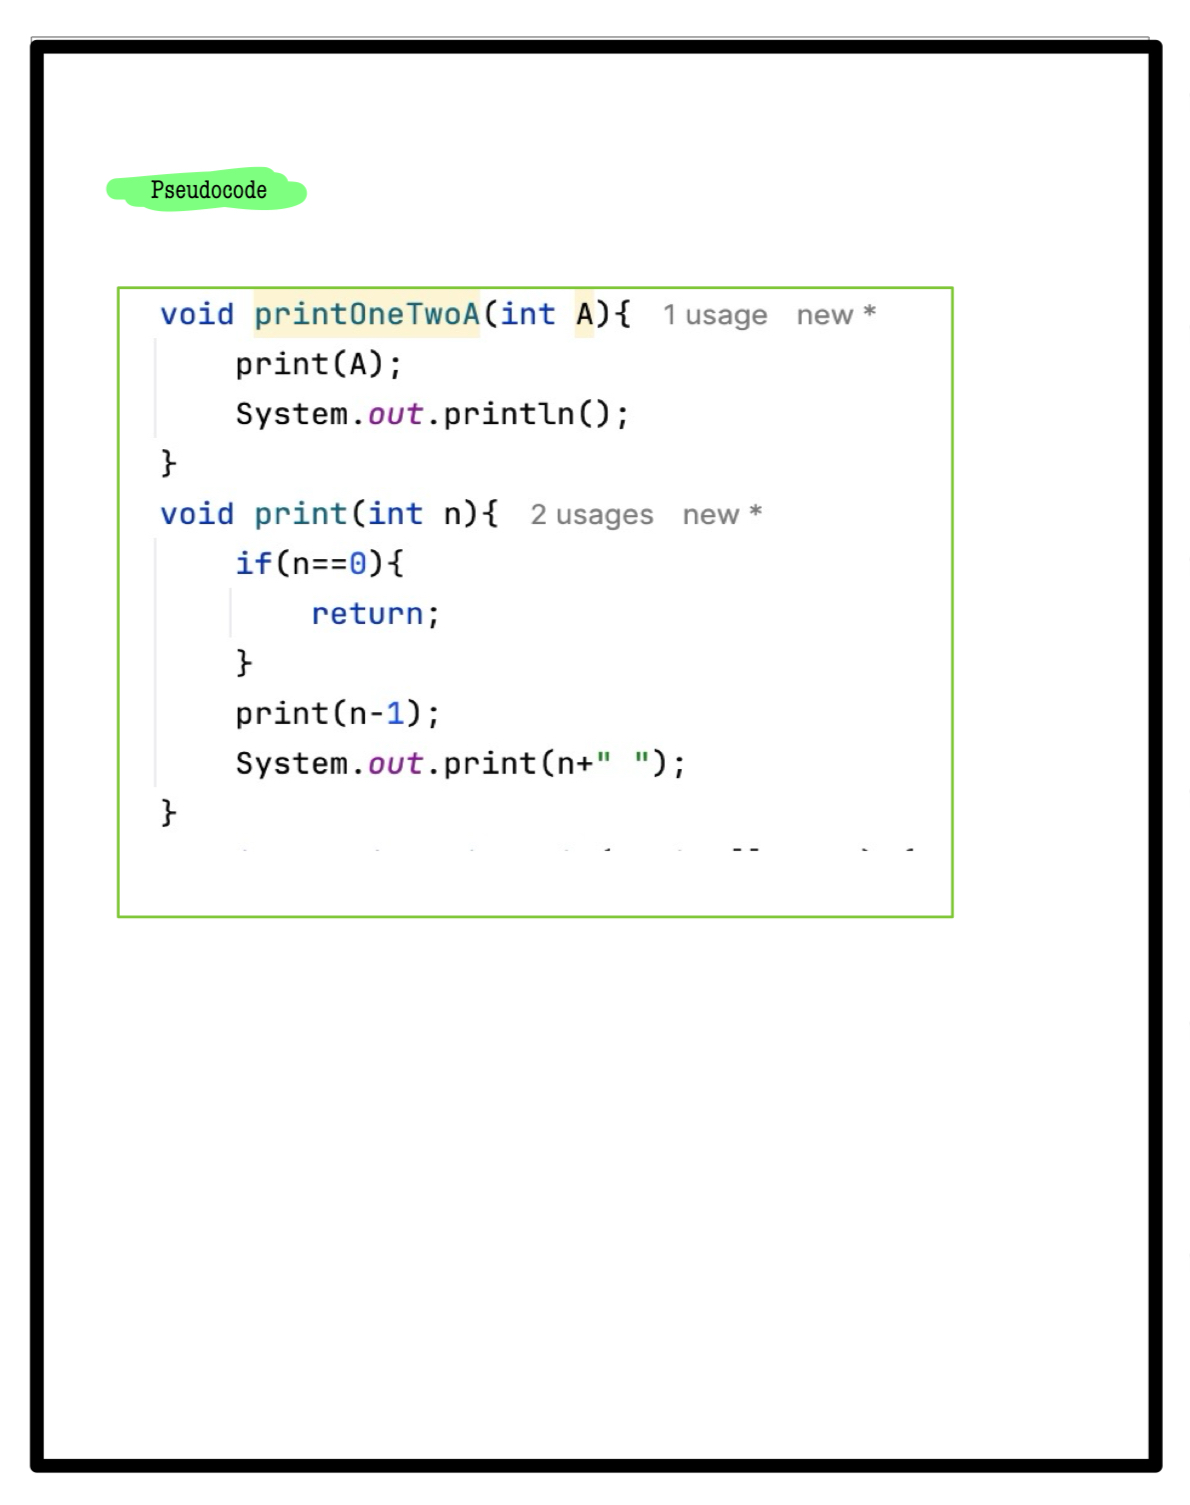 Pseudocode
void printOneTwoA(int A){ 1 usage new *
print(A);
System.out.println();
}
void print(int n){ 2 usages new *
if(n==0){
return;
}
print(n-1);
System.out.print(n+" ");
}